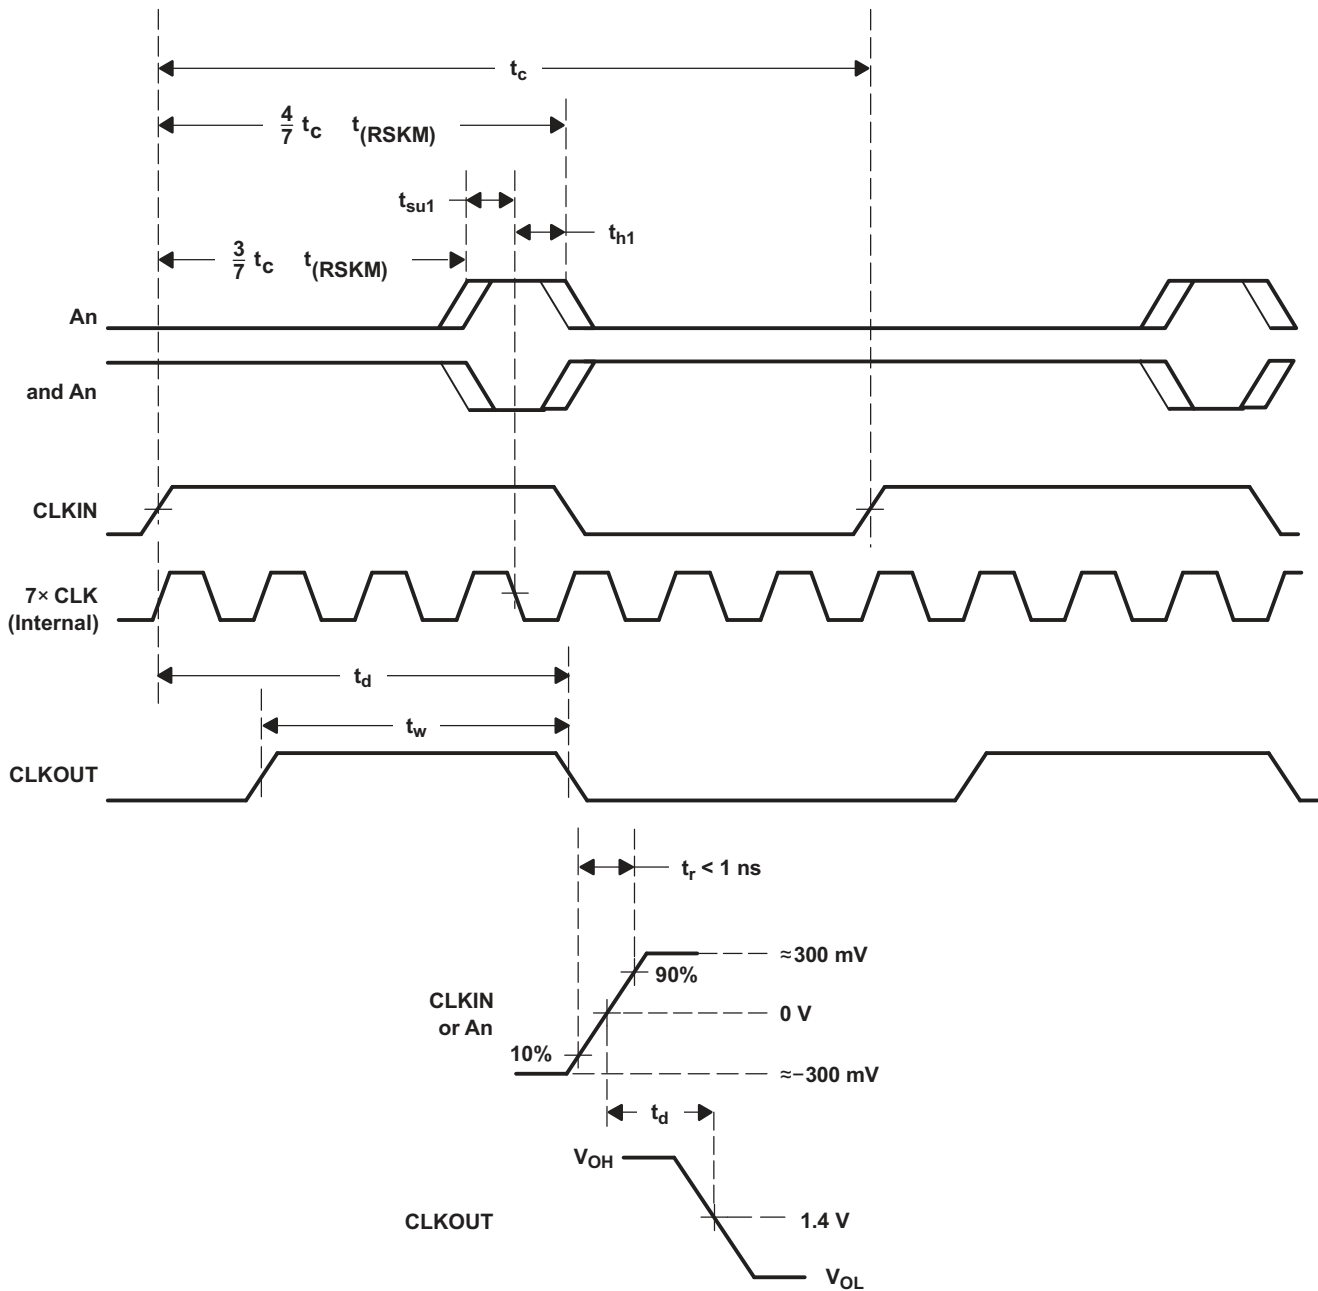 tc
4/7 tc t(RSKM)
tsu1
th1
3/7 tc t(RSKM)
An
and An
CLKIN
7× CLK
(Internal)
td
tw
CLKOUT
tr < 1 ns
≈300 mV
90%
CLKIN
or An
0 V
10%
≈−300 mV
td
VOH
CLKOUT
1.4 V
VOL